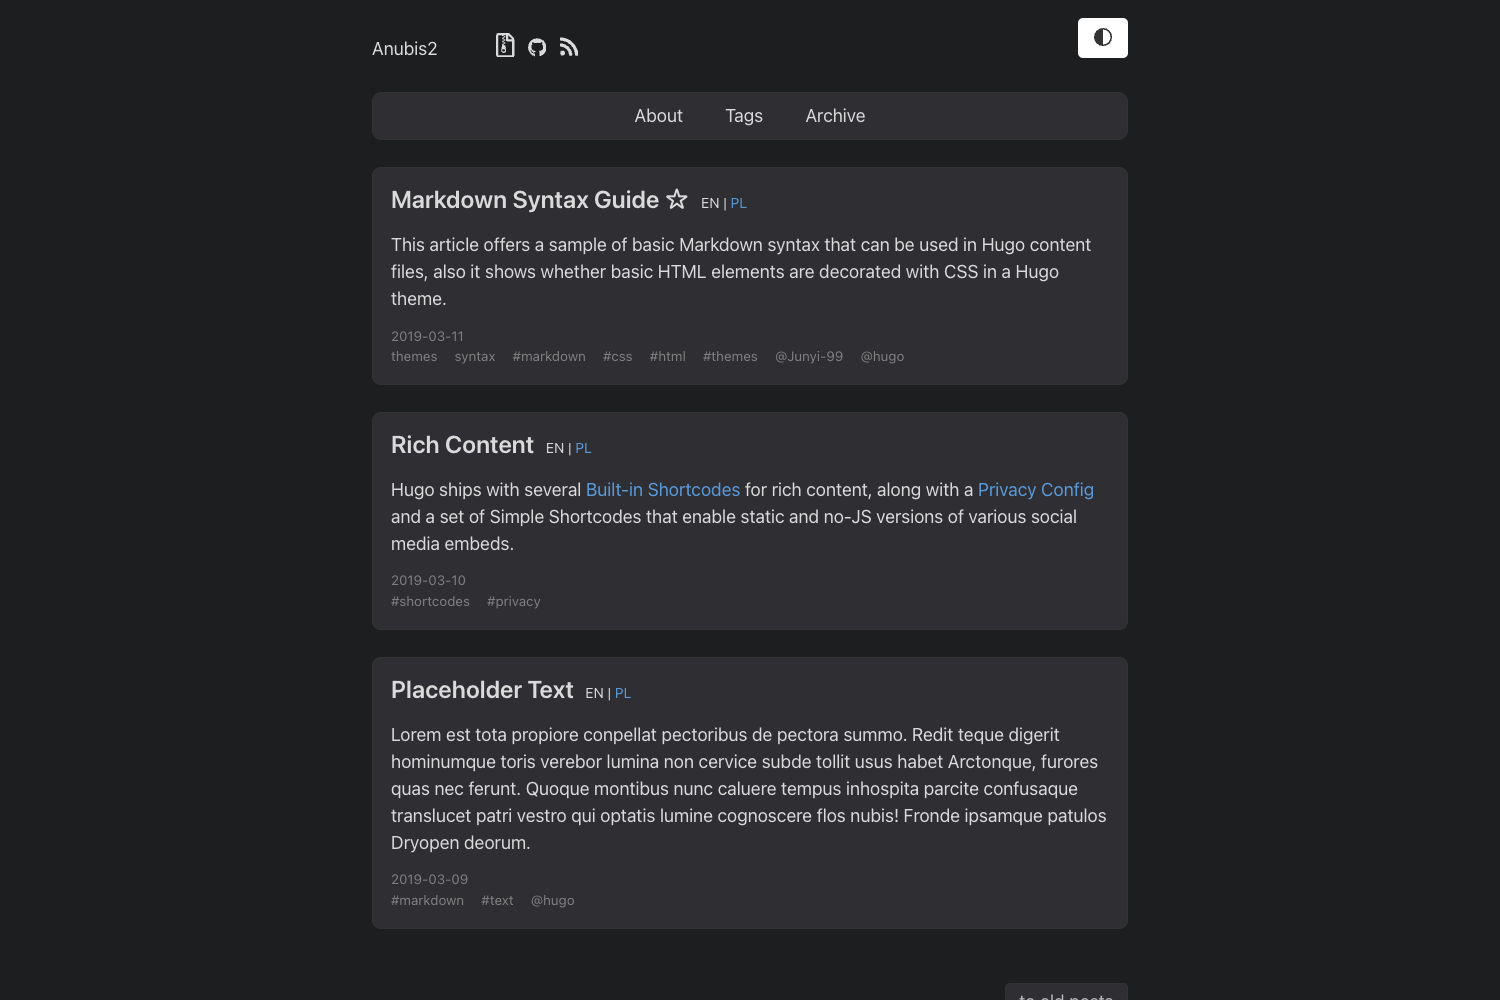 Anubis2
About Tags Archive
Markdown Syntax Guide EN | PL
This article offers a sample of basic Markdown syntax that can be used in Hugo content
files, also it shows whether basic HTML elements are decorated with CSS in a Hugo
theme.
2019-03-11
themes syntax #markdown #css #html #themes @Junyi-99 @hugo
Rich Content EN | PL
Hugo ships with several Built-in Shortcodes for rich content, along with a Privacy Config
and a set of Simple Shortcodes that enable static and no-JS versions of various social
media embeds.
2019-03-10
#shortcodes #privacy
Placeholder Text EN | PL
Lorem est tota propiore conpellat pectoribus de pectora summo. Redit teque digerit
hominumque toris verebor lumina non cervice subde tollit usus habet Arctonque, furores
quas nec ferunt. Quoque montibus nunc caluere tempus inhospita parcite confusaque
translucet patri vestro qui optatis lumine cognoscere flos nubis! Fronde ipsamque patulos
Dryopen deorum.
2019-03-09
#markdown #text @hugo
to old posts